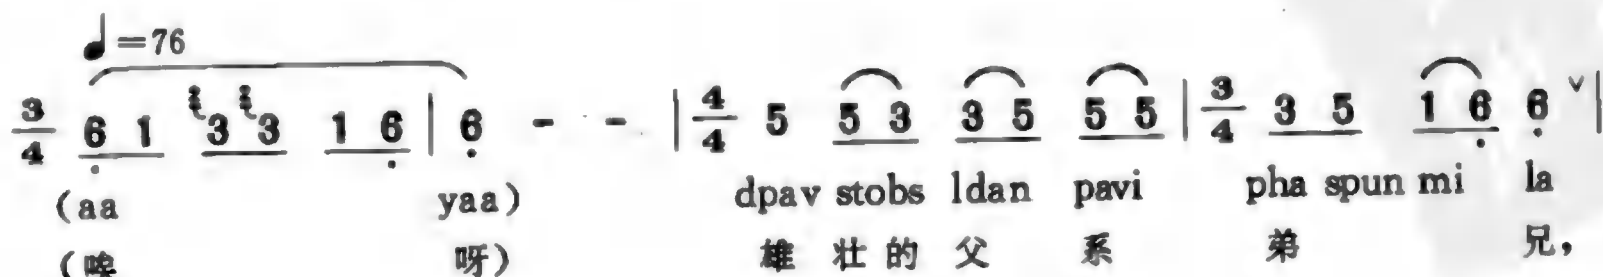 ♩=76
3/4 6 1 3 3 1 6 | 6 - - | 4/4 5 5 3 3 5 5 5 | 3/4 3 5 1 6 6 ∨ |
(aa yaa) dpav stobs ldan pavi pha spun mi la
(唉 呀) 雄 壮 的 父 系 弟 兄,